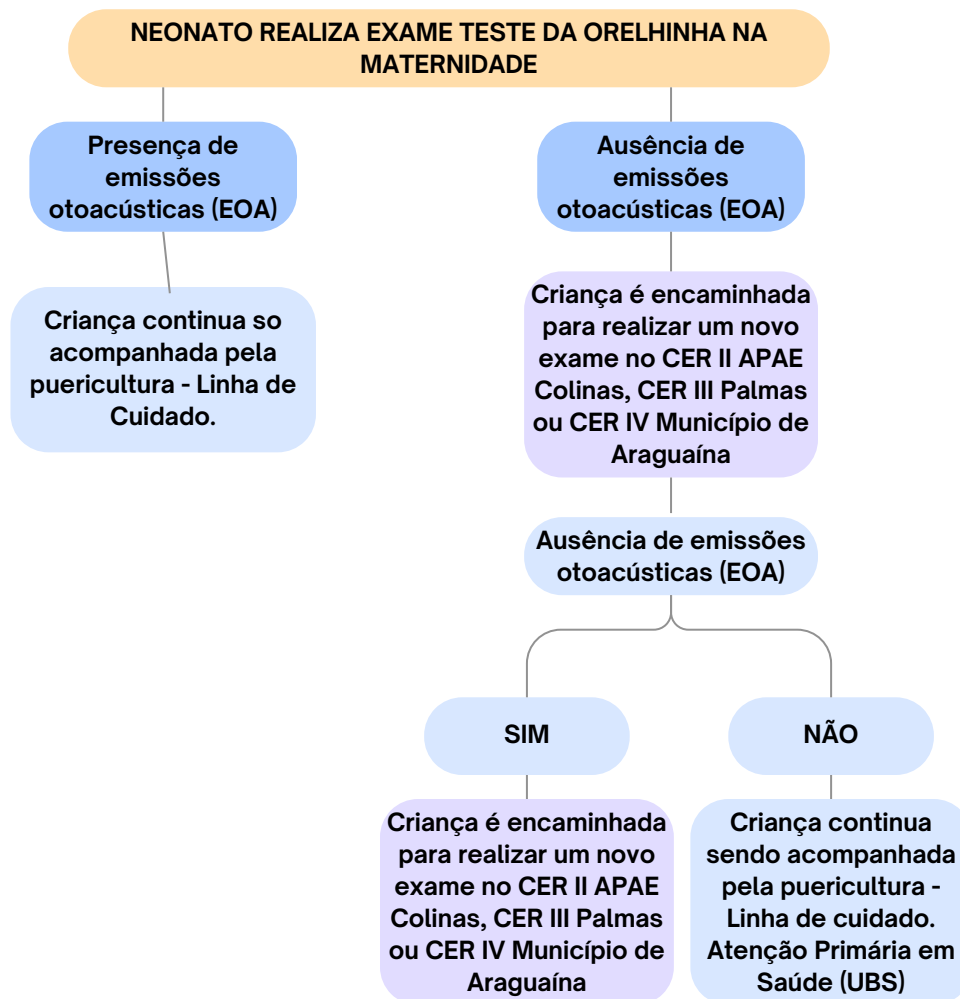 NEONATO REALIZA EXAME TESTE DA ORELHINHA NA
MATERNIDADE
Presença de
emissões
otoacústicas (EOA)
Ausência de
emissões
otoacústicas (EOA)
Criança continua so
acompanhada pela
puericultura - Linha de
Cuidado.
Criança é encaminhada
para realizar um novo
exame no CER II APAE
Colinas, CER III Palmas
ou CER IV Município de
Araguaína
Ausência de emissões
otoacústicas (EOA)
SIM
NÃO
Criança é encaminhada
para realizar um novo
exame no CER II APAE
Colinas, CER III Palmas
ou CER IV Município de
Araguaína
Criança continua
sendo acompanhada
pela puericultura -
Linha de cuidado.
Atenção Primária em
Saúde (UBS)